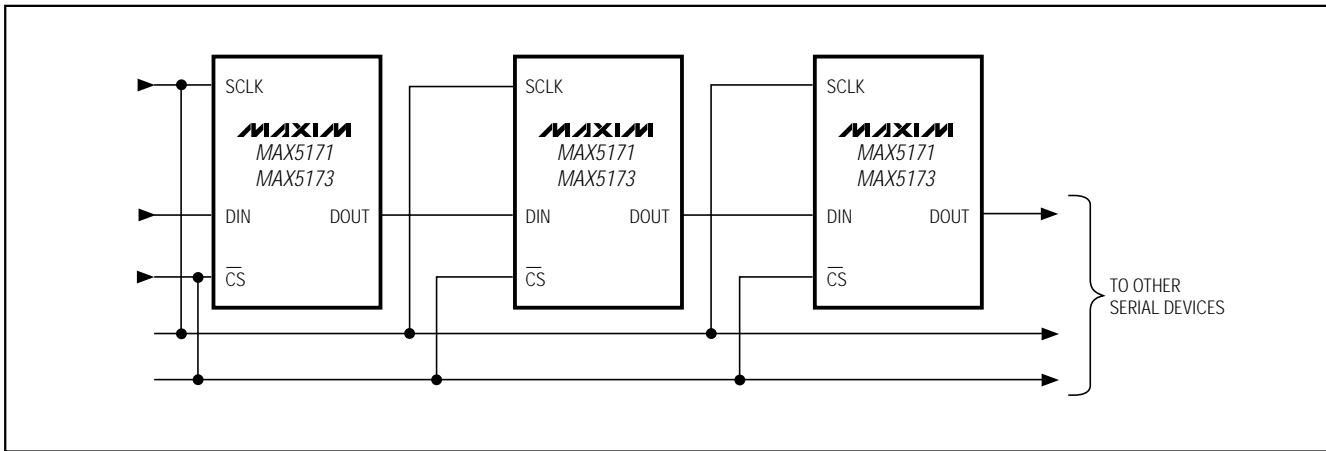 SCLK
MAXIM
MAX5171
MAX5173
DIN DOUT
CS
SCLK
MAXIM
MAX5171
MAX5173
DIN DOUT
CS
SCLK
MAXIM
MAX5171
MAX5173
DIN DOUT
CS
TO OTHER
SERIAL DEVICES